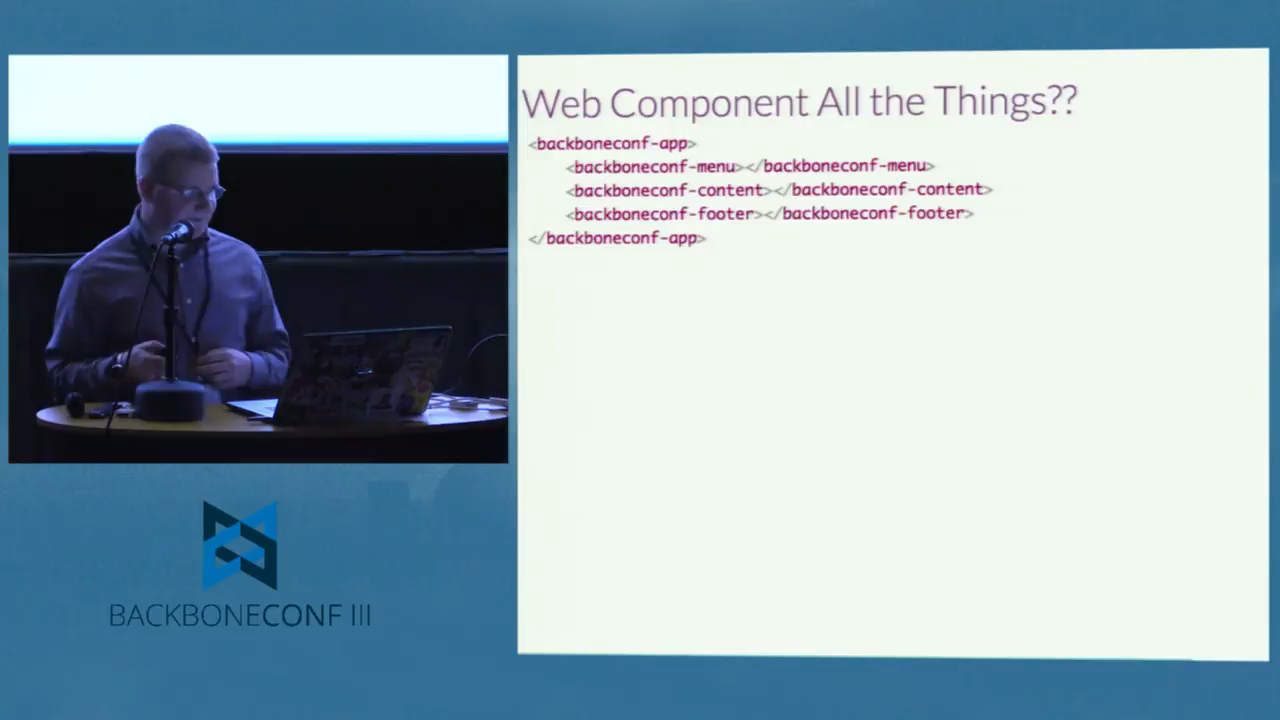 Web Component All the Things??
<backboneconf-app>
<backboneconf-menu></backboneconf-menu>
<backboneconf-content></backboneconf-content>
<backboneconf-footer></backboneconf-footer>
</backboneconf-app>
BACKBONECONF III